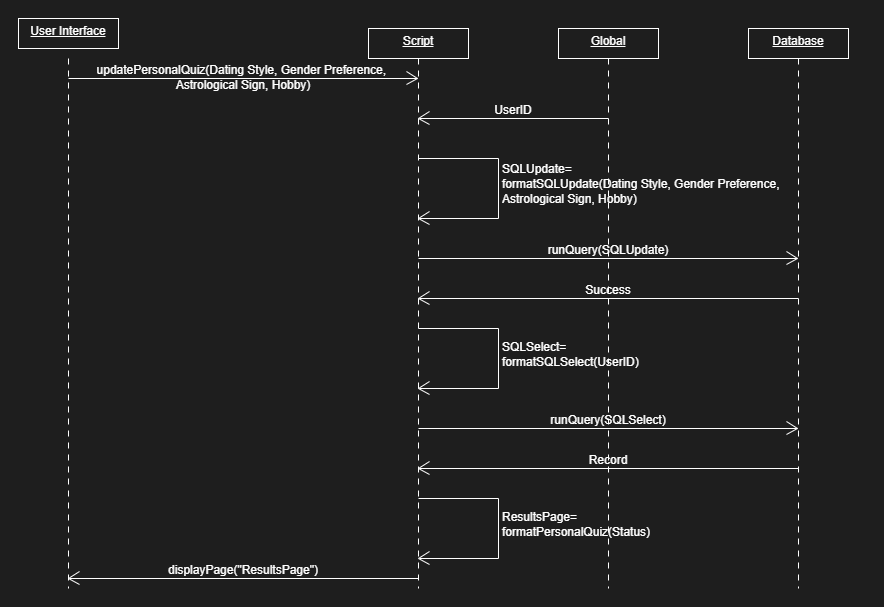 User Interface
Script
Global
Database
updatePersonalQuiz(Dating Style, Gender Preference,
Astrological Sign, Hobby)
UserID
SQLUpdate=
formatSQLUpdate(Dating Style, Gender Preference,
Astrological Sign, Hobby)
runQuery(SQLUpdate)
Success
SQLSelect=
formatSQLSelect(UserID)
runQuery(SQLSelect)
Record
ResultsPage=
formatPersonalQuiz(Status)
displayPage("ResultsPage")